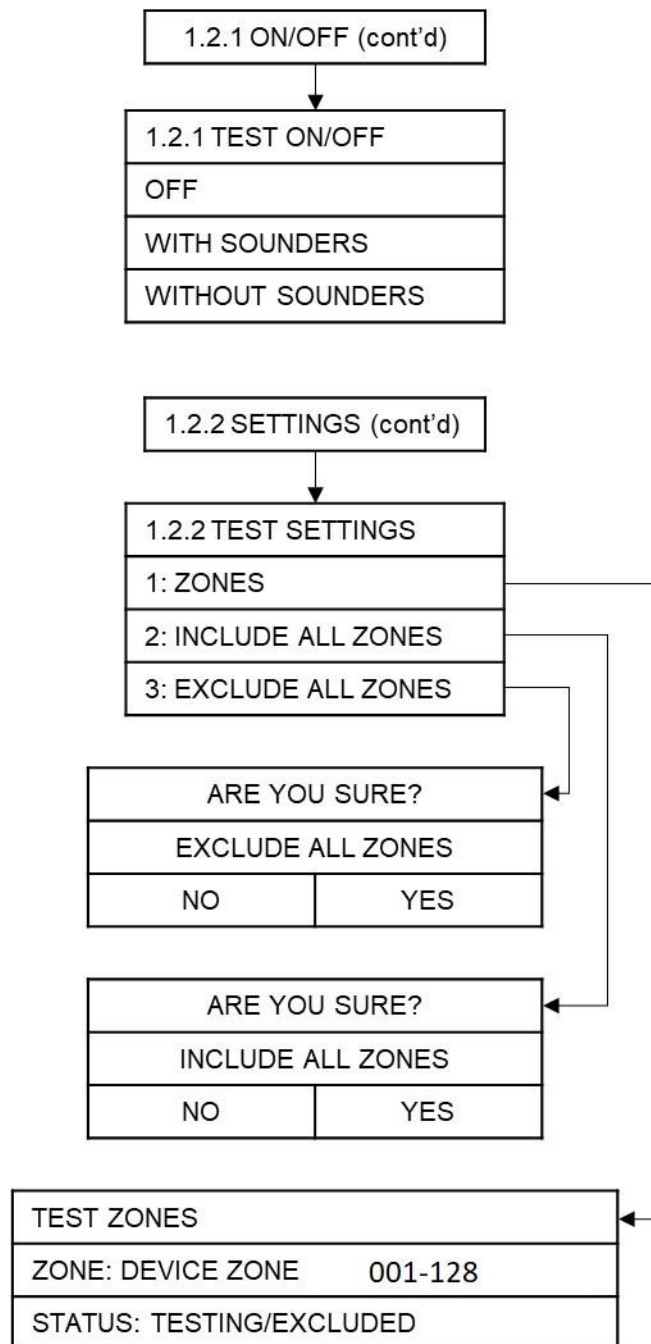 1.2.1 ON/OFF (cont’d)
1.2.1 TEST ON/OFF
OFF
WITH SOUNDERS
WITHOUT SOUNDERS
1.2.2 SETTINGS (cont’d)
1.2.2 TEST SETTINGS
1: ZONES
2: INCLUDE ALL ZONES
3: EXCLUDE ALL ZONES
ARE YOU SURE?
EXCLUDE ALL ZONES
NO YES
ARE YOU SURE?
INCLUDE ALL ZONES
NO YES
TEST ZONES
ZONE: DEVICE ZONE 001-128
STATUS: TESTING/EXCLUDED